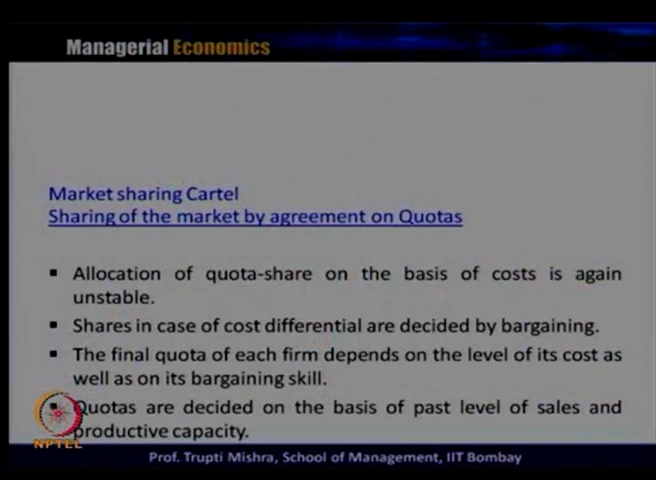 Managerial Economics
Market sharing Cartel
Sharing of the market by agreement on Quotas
▪ Allocation of quota-share on the basis of costs is again
unstable.
▪ Shares in case of cost differential are decided by bargaining.
▪ The final quota of each firm depends on the level of its cost as
well as on its bargaining skill.
▪ Quotas are decided on the basis of past level of sales and
productive capacity.
NPTEL
Prof. Trupti Mishra, School of Management, IIT Bombay